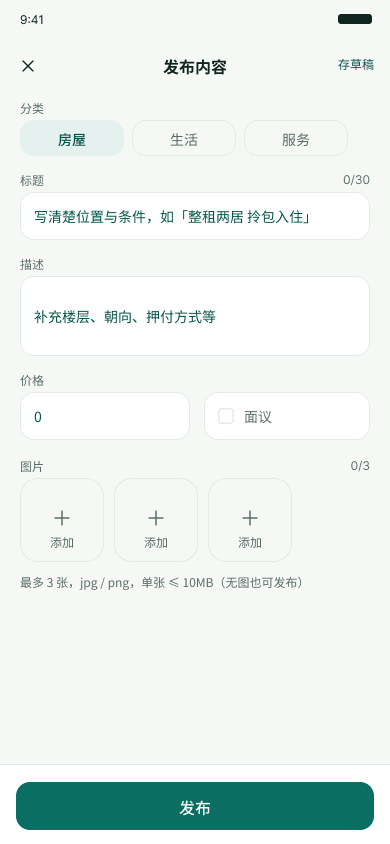 9:41
发布内容
存草稿
分类
房屋
生活
服务
标题
0/30
写清楚位置与条件，如「整租两居 拎包入住」
描述
补充楼层、朝向、押付方式等
价格
0
面议
图片
0/3
添加
添加
添加
最多 3 张，jpg / png，单张 ≤ 10MB（无图也可发布）
发布